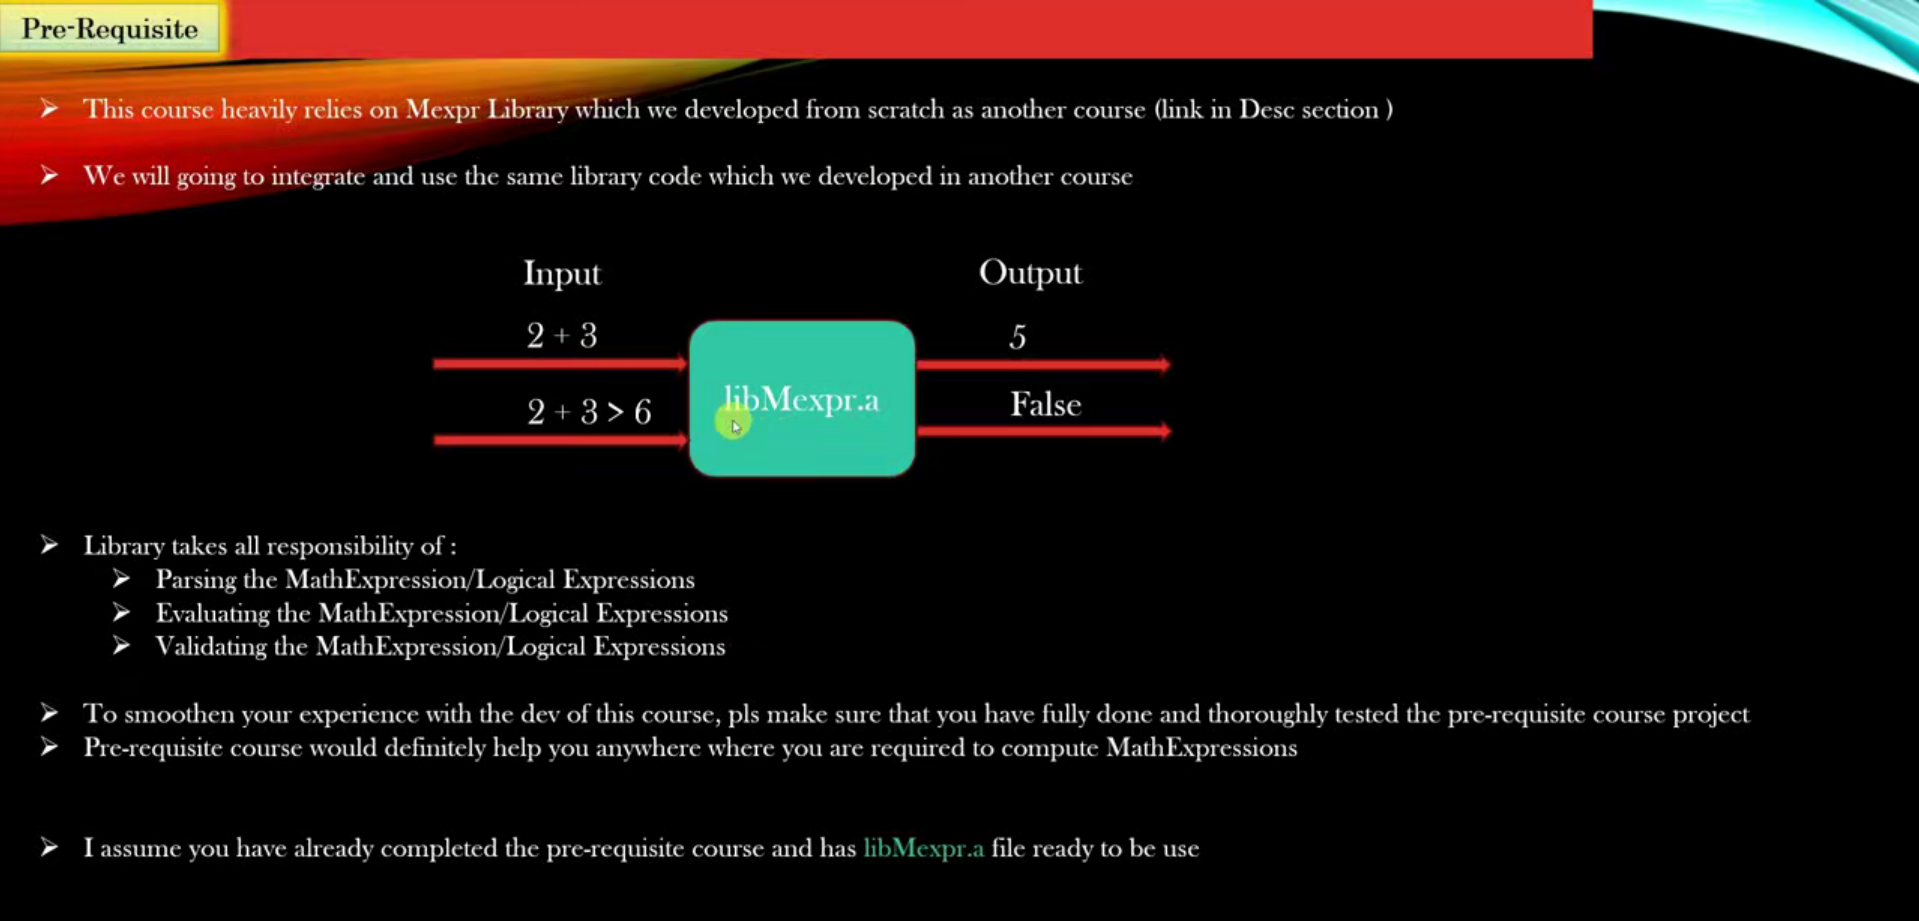 Pre-Requisite
➢ This course heavily relies on Mexpr Library which we developed from scratch as another course (link in Desc section )
➢ We will going to integrate and use the same library code which we developed in another course
Input
Output
2 + 3
5
libMexpr.a
2 + 3 > 6
False
➢ Library takes all responsibility of :
➢ Parsing the MathExpression/Logical Expressions
➢ Evaluating the MathExpression/Logical Expressions
➢ Validating the MathExpression/Logical Expressions
➢ To smoothen your experience with the dev of this course, pls make sure that you have fully done and thoroughly tested the pre-requisite course project
➢ Pre-requisite course would definitely help you anywhere where you are required to compute MathExpressions
➢ I assume you have already completed the pre-requisite course and has libMexpr.a file ready to be use